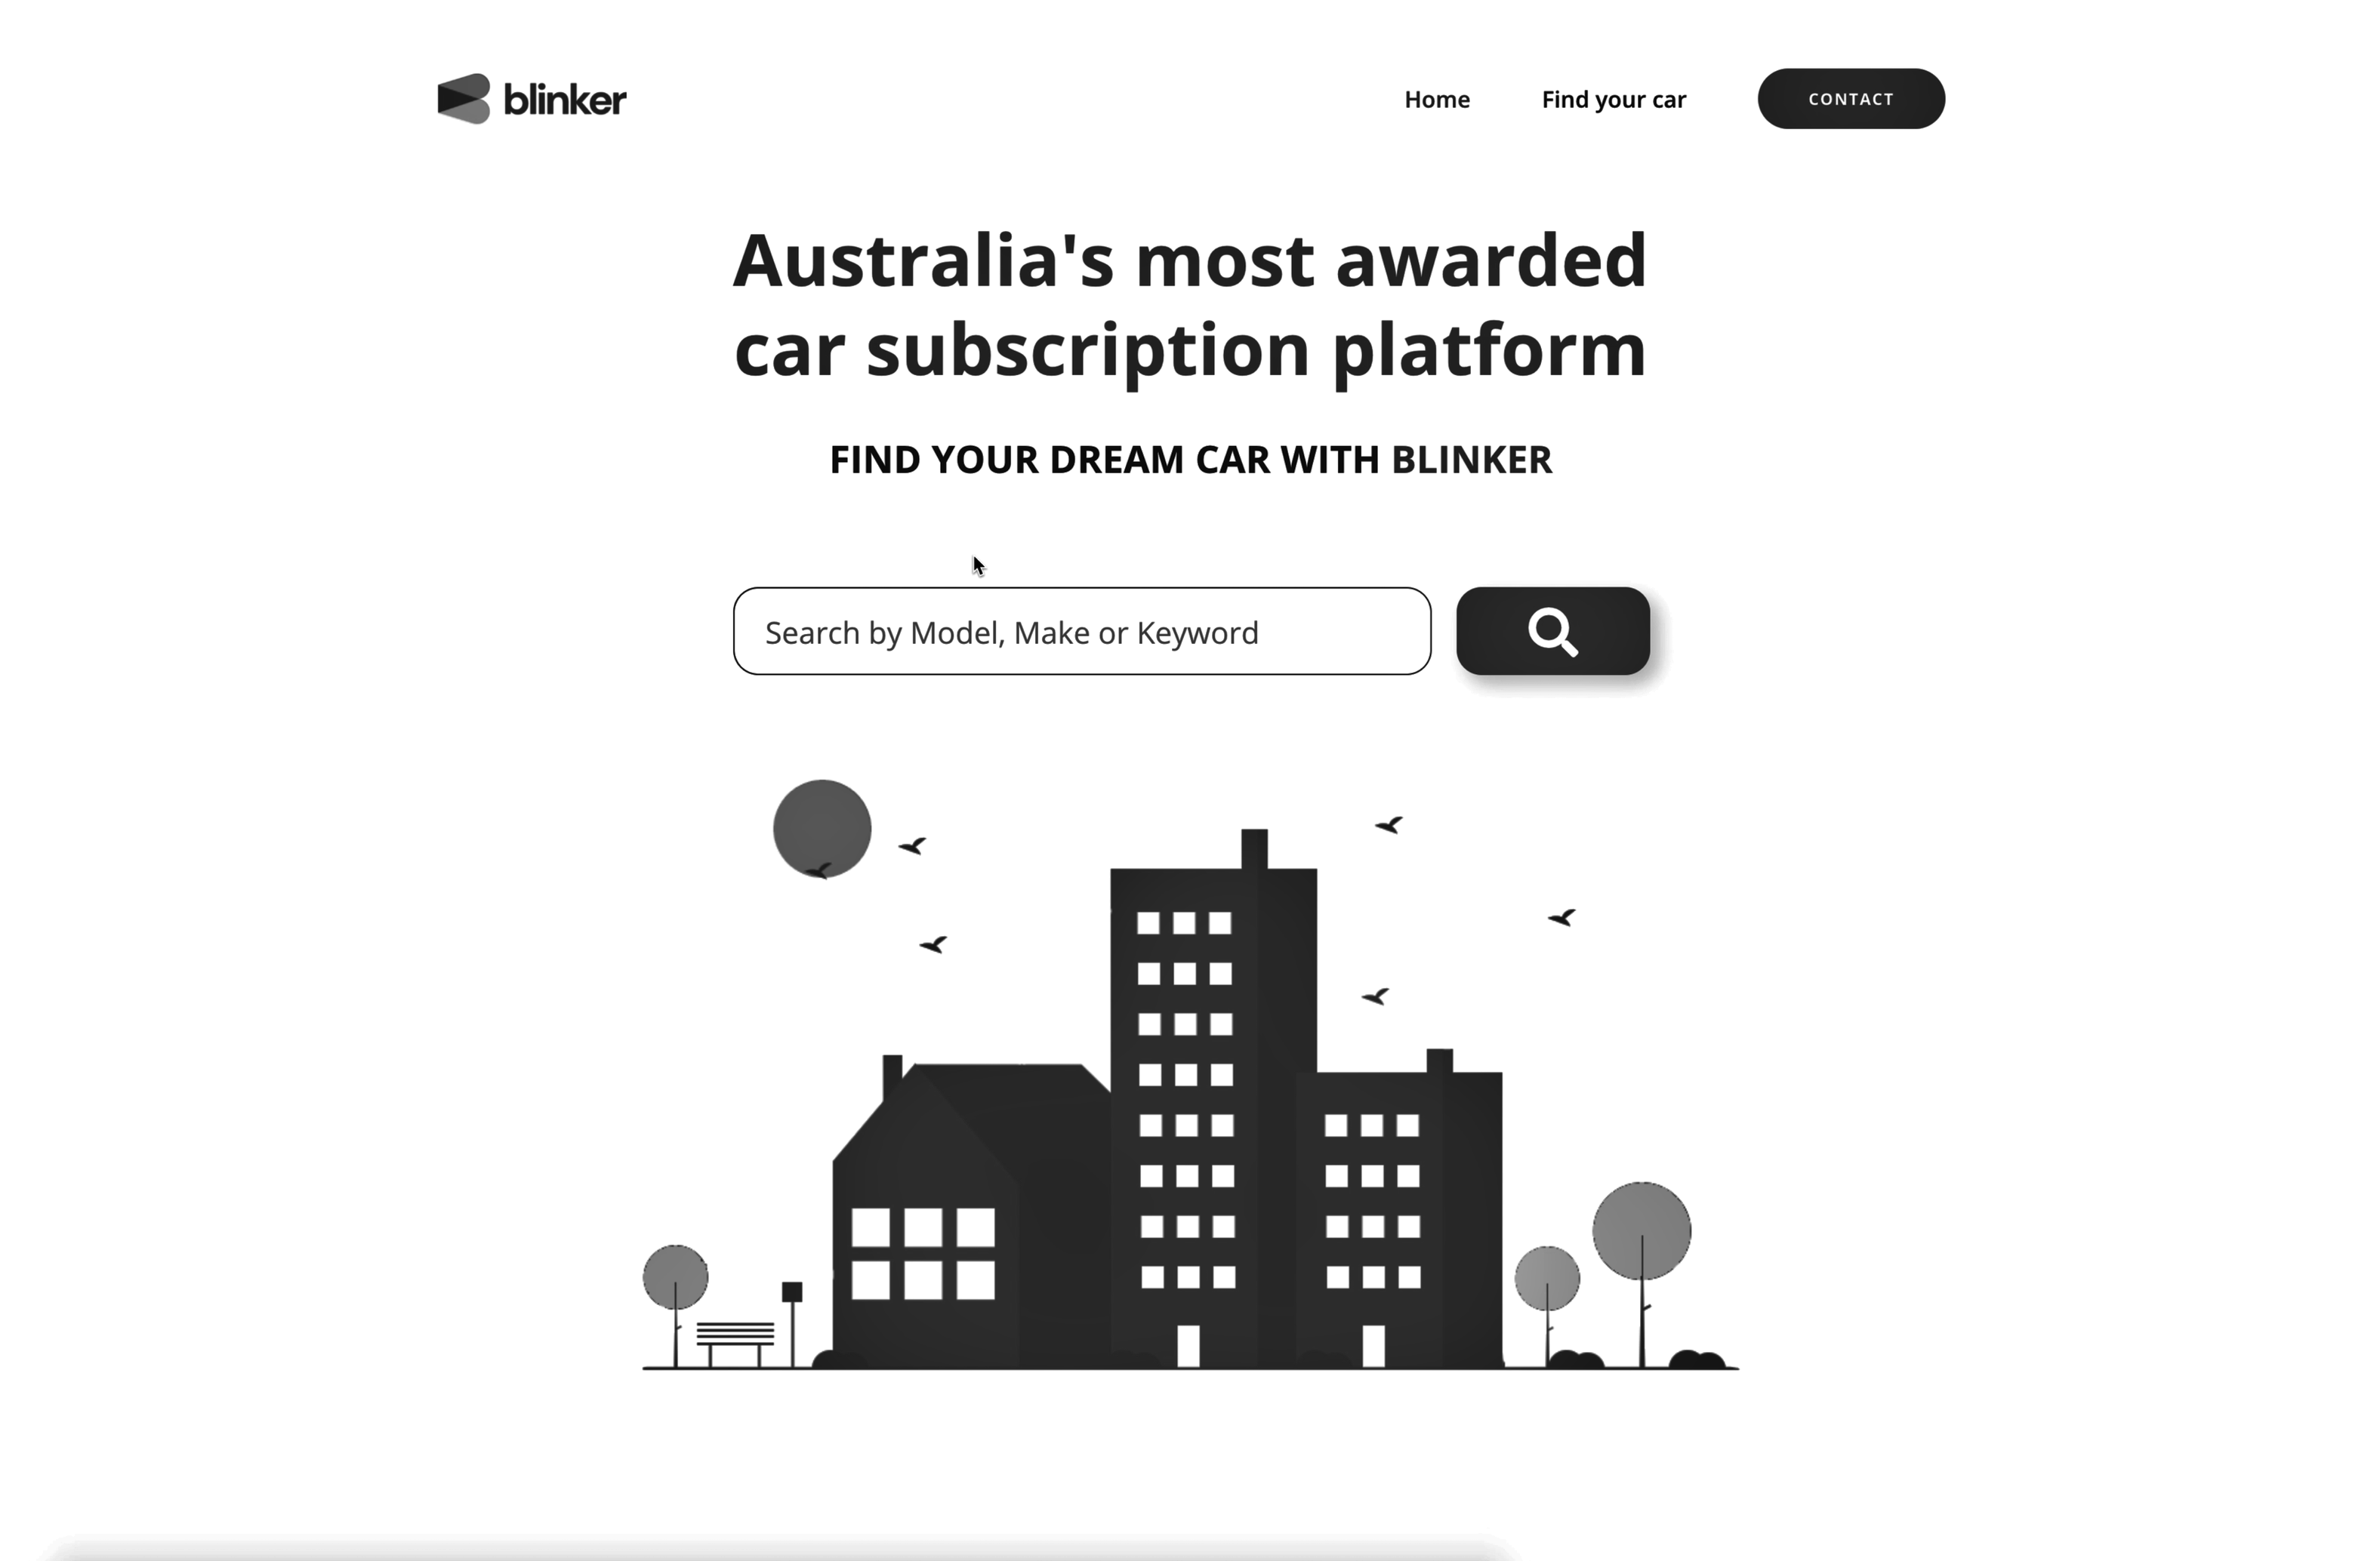 blinker
Home
Find your car
CONTACT
Australia's most awarded
car subscription platform
FIND YOUR DREAM CAR WITH BLINKER
Search by Model, Make or Keyword